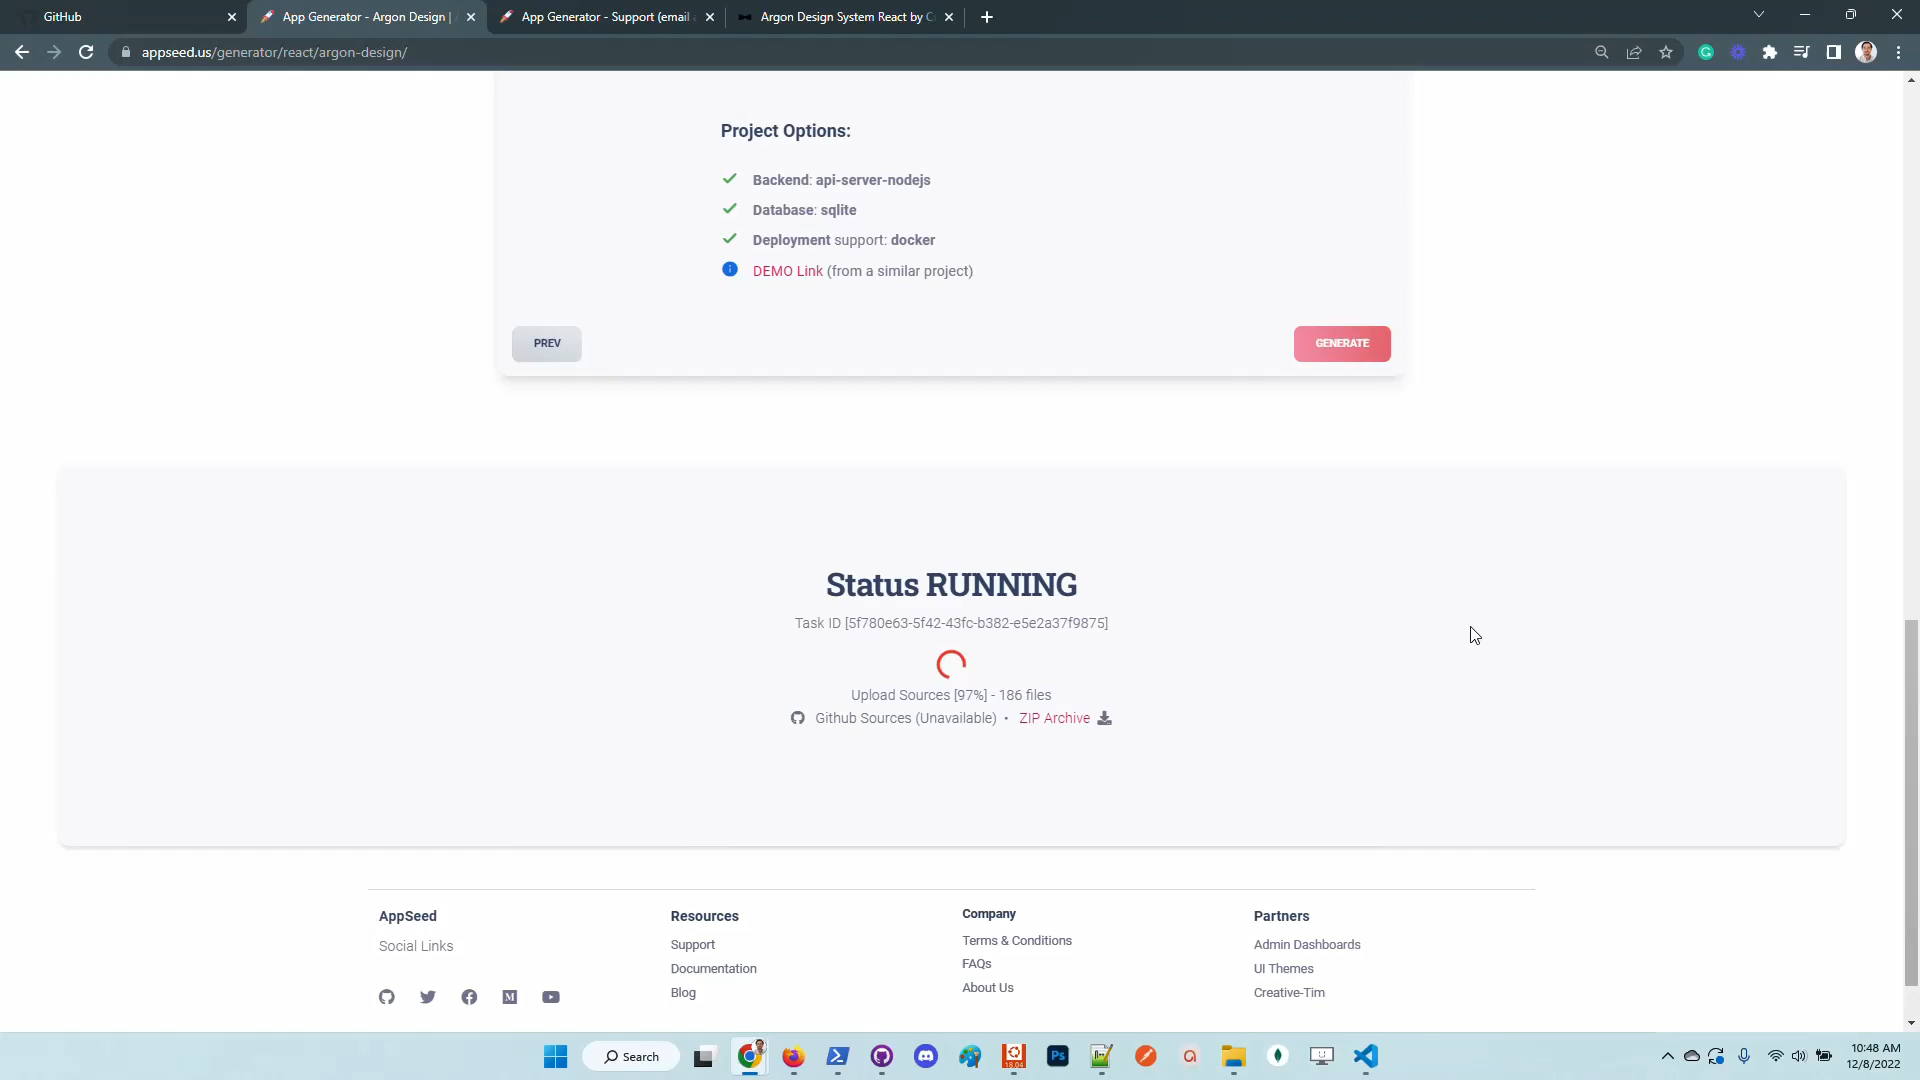 GitHub
App Generator - Argon Design |
App Generator - Support (email
Argon Design System React by C
appseed.us/generator/react/argon-design/
Project Options:
Backend: api-server-nodejs
Database: sqlite
Deployment support: docker
DEMO Link (from a similar project)
PREV
GENERATE
Status RUNNING
Task ID [5f780e63-5f42-43fc-b382-e5e2a37f9875]
Upload Sources [97%] - 186 files
Github Sources (Unavailable) • ZIP Archive
AppSeed
Social Links
Resources
Support
Documentation
Blog
Company
Terms & Conditions
FAQs
About Us
Partners
Admin Dashboards
UI Themes
Creative-Tim
Search
Ps
18.04
10:48 AM
12/8/2022